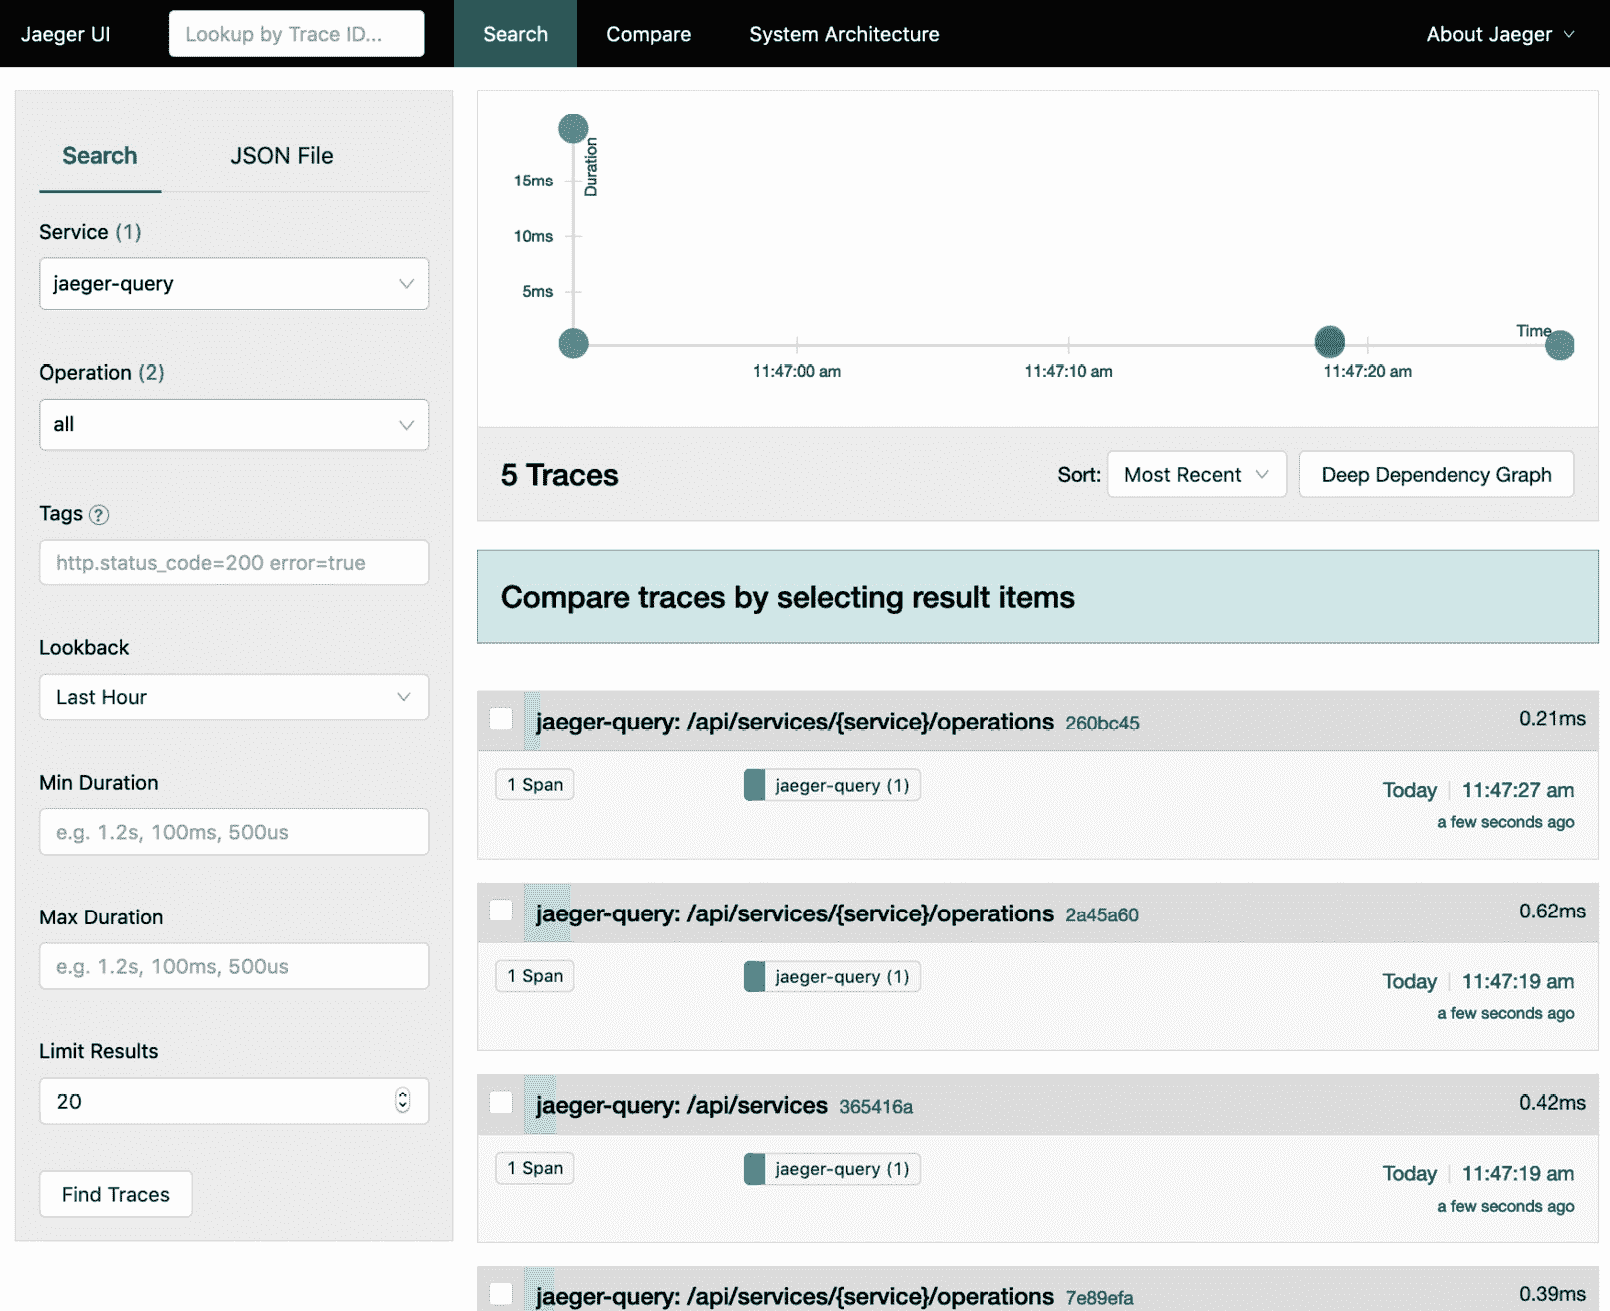 Jaeger UI
Lookup by Trace ID...
Search
Compare
System Architecture
About Jaeger
Search
JSON File
Service (1)
jaeger-query
Operation (2)
all
Tags ?
http.status_code=200 error=true
Lookback
Last Hour
Min Duration
e.g. 1.2s, 100ms, 500us
Max Duration
e.g. 1.2s, 100ms, 500us
Limit Results
20
Find Traces
Duration
15ms
10ms
5ms
Time
11:47:00 am
11:47:10 am
11:47:20 am
5 Traces
Sort: Most Recent
Deep Dependency Graph
Compare traces by selecting result items
jaeger-query: /api/services/{service}/operations 260bc45
0.21ms
1 Span
jaeger-query (1)
Today 11:47:27 am
a few seconds ago
jaeger-query: /api/services/{service}/operations 2a45a60
0.62ms
1 Span
jaeger-query (1)
Today 11:47:19 am
a few seconds ago
jaeger-query: /api/services 365416a
0.42ms
1 Span
jaeger-query (1)
Today 11:47:19 am
a few seconds ago
jaeger-query: /api/services/{service}/operations 7e89efa
0.39ms